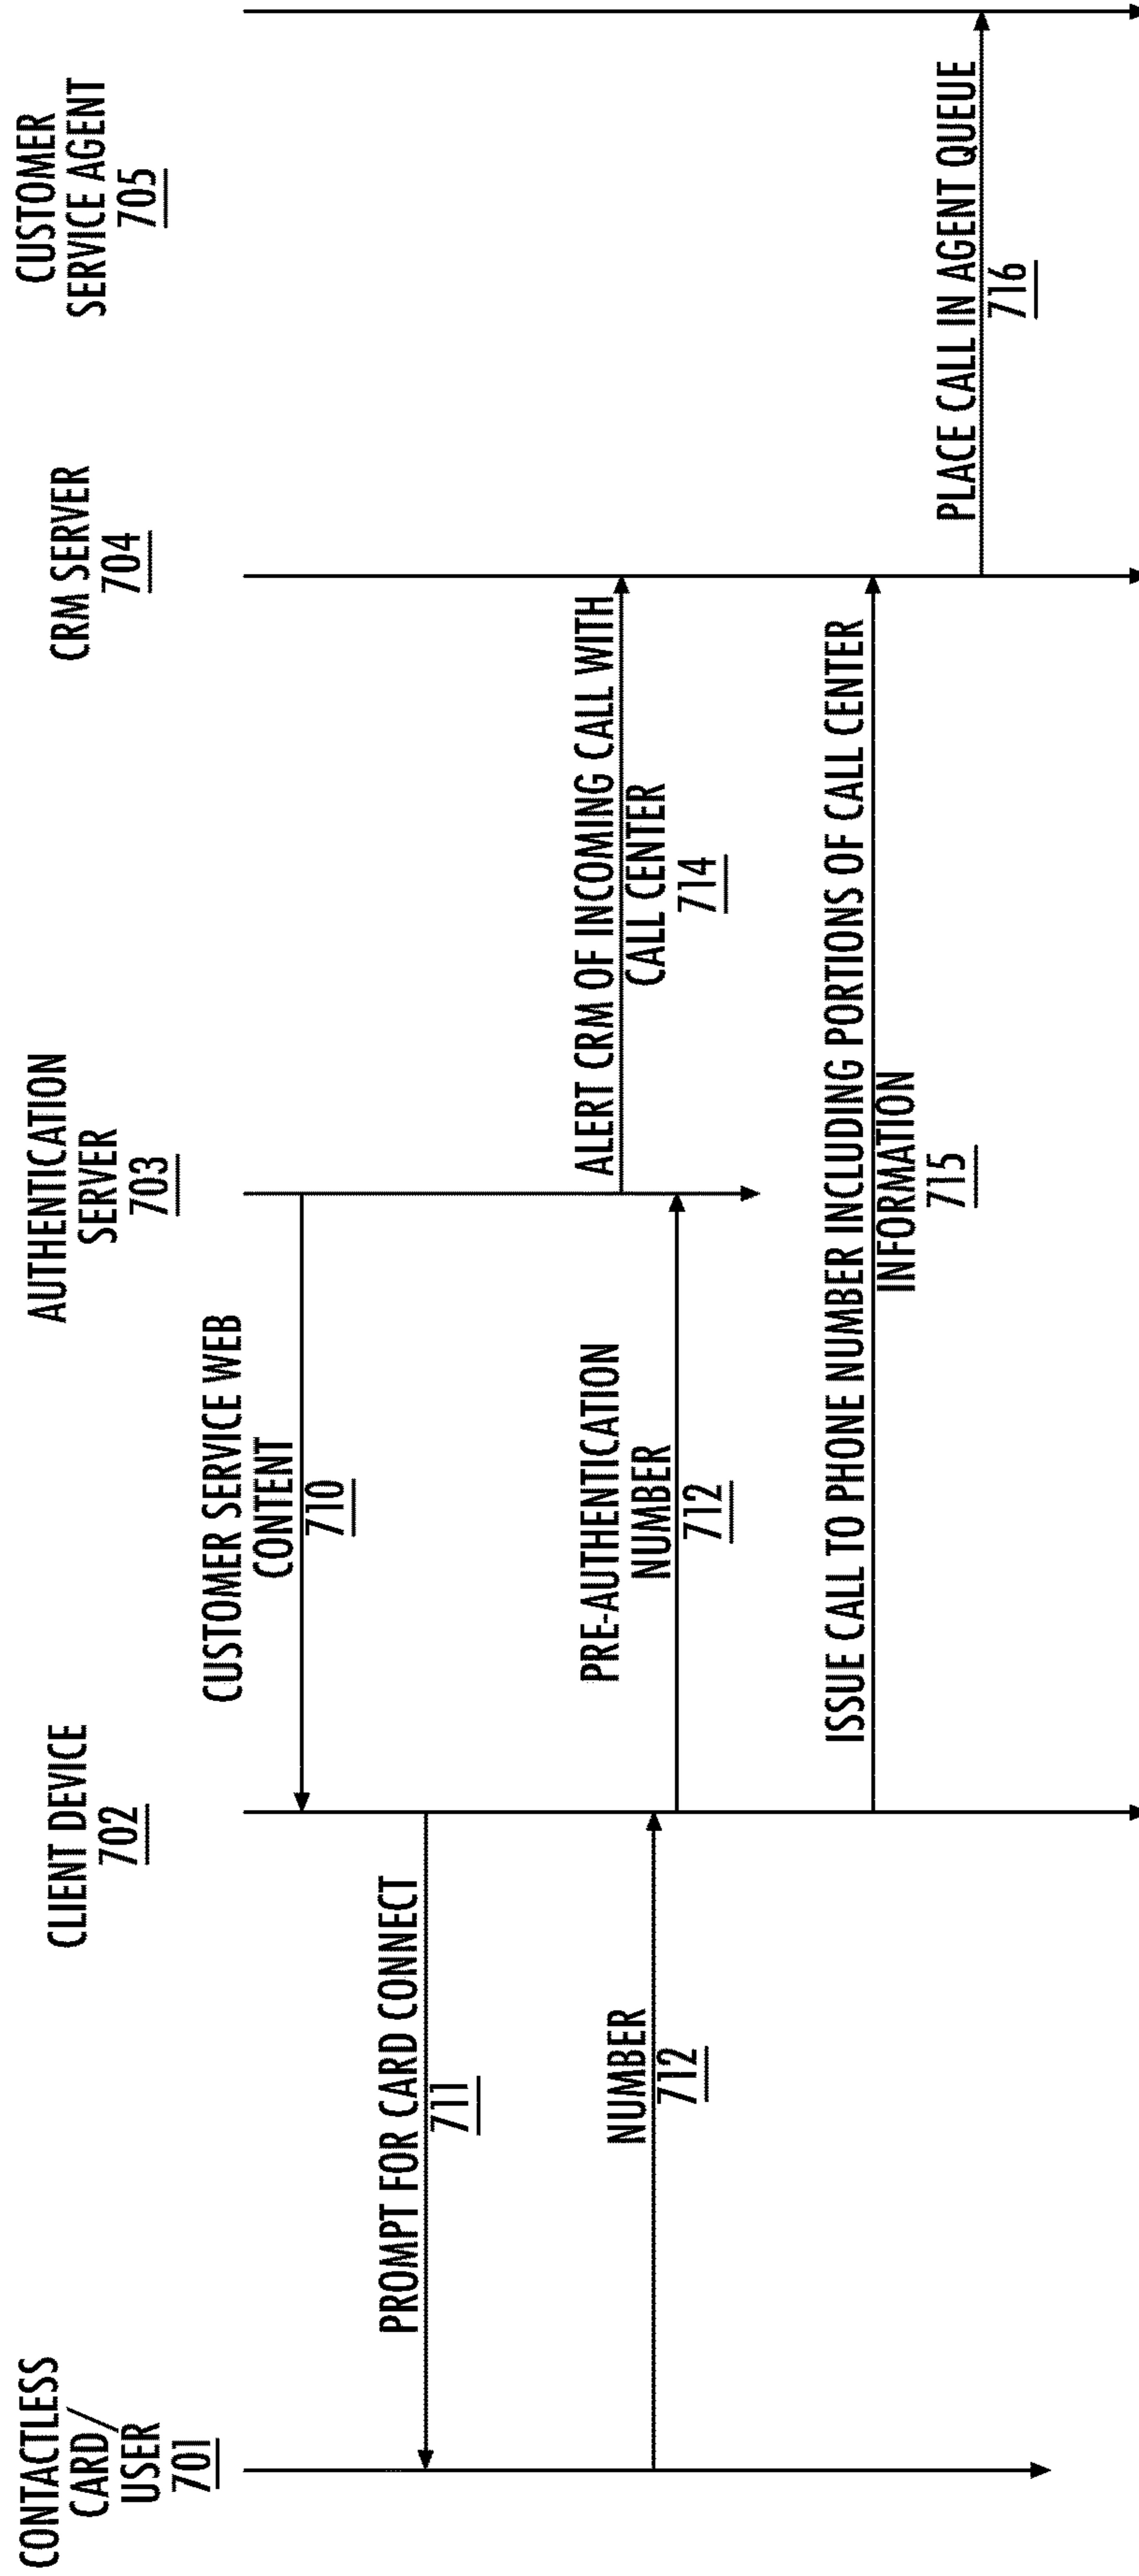 CONTACTLESS
CARD/
USER
701
CLIENT DEVICE
702
AUTHENTICATION
SERVER
703
CRM SERVER
704
CUSTOMER
SERVICE AGENT
705
CUSTOMER SERVICE WEB
CONTENT
710
PROMPT FOR CARD CONNECT
711
NUMBER
712
PRE-AUTHENTICATION
NUMBER
712
ALERT CRM OF INCOMING CALL WITH
CALL CENTER
714
ISSUE CALL TO PHONE NUMBER INCLUDING PORTIONS OF CALL CENTER
INFORMATION
715
PLACE CALL IN AGENT QUEUE
716